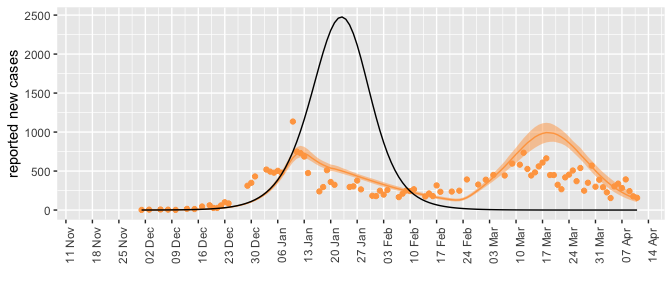 2500
2000
1500
1000
500
0
reported new cases
11 Nov
18 Nov
25 Nov
02 Dec
09 Dec
16 Dec
23 Dec
30 Dec
06 Jan
13 Jan
20 Jan
27 Jan
03 Feb
10 Feb
17 Feb
24 Feb
03 Mar
10 Mar
17 Mar
24 Mar
31 Mar
07 Apr
14 Apr